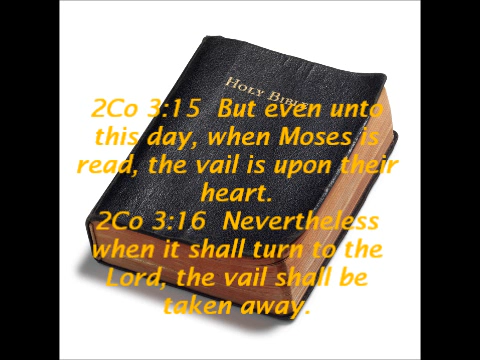 HOLY BIBLE
2Co 3:15  But even unto
this day, when Moses is
read, the vail is upon their
heart.
2Co 3:16  Nevertheless
when it shall turn to the
Lord, the vail shall be
taken away.